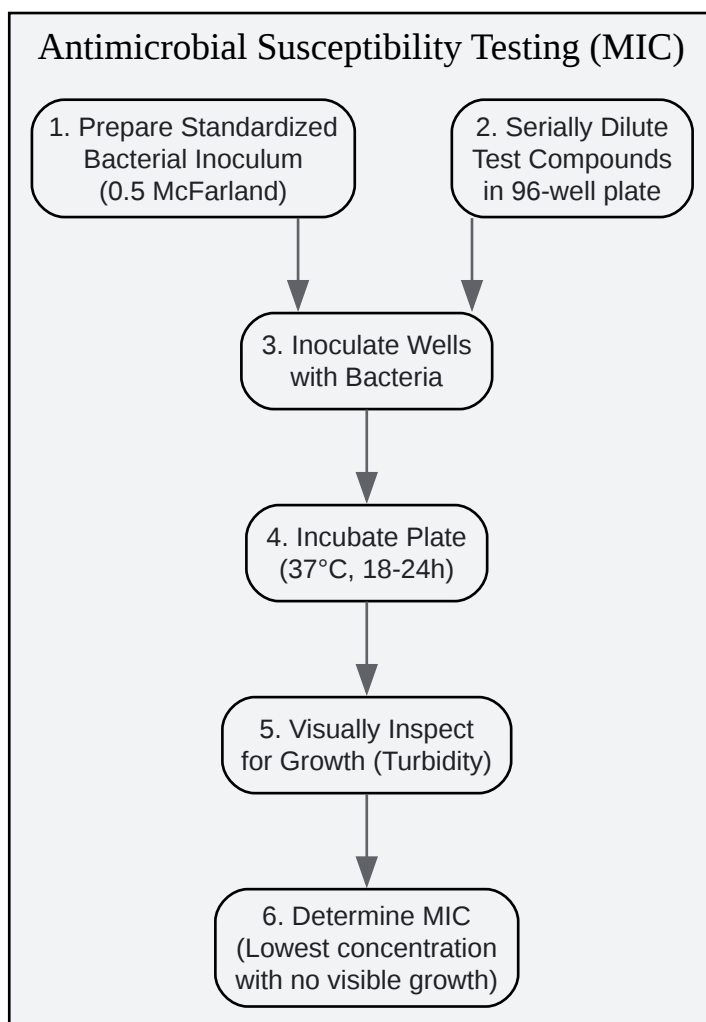 Antimicrobial Susceptibility Testing (MIC)
1. Prepare Standardized
Bacterial Inoculum
(0.5 McFarland)
2. Serially Dilute
Test Compounds
in 96-well plate
3. Inoculate Wells
with Bacteria
4. Incubate Plate
(37°C, 18-24h)
5. Visually Inspect
for Growth (Turbidity)
6. Determine MIC
(Lowest concentration
with no visible growth)